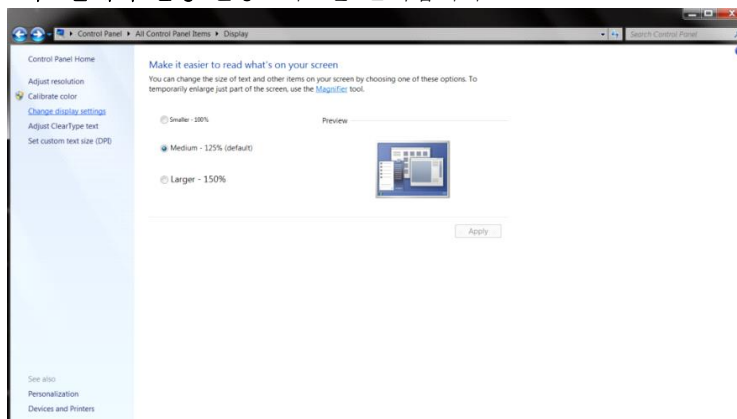 Control Panel ▸ All Control Panel Items ▸ Display
Search Control Panel
Control Panel Home
Adjust resolution
Calibrate color
Change display settings
Adjust ClearType text
Set custom text size (DPI)
Make it easier to read what's on your screen
You can change the size of text and other items on your screen by choosing one of these options. To
temporarily enlarge just part of the screen, use the Magnifier tool.
Smaller - 100%
Preview
Medium - 125% (default)
Larger - 150%
Apply
See also
Personalization
Devices and Printers